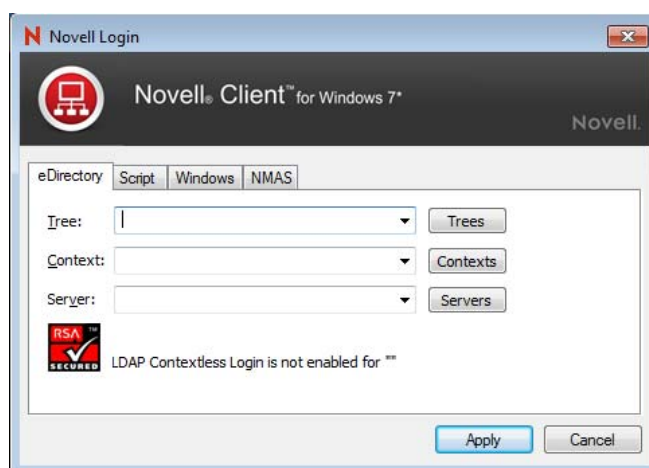 Novell Login
Novell® Client™ for Windows 7*
Novell.
eDirectory Script Windows NMAS
Tree: Trees
Context: Contexts
Server: Servers
RSA ™
SECURED
LDAP Contextless Login is not enabled for ""
Apply Cancel